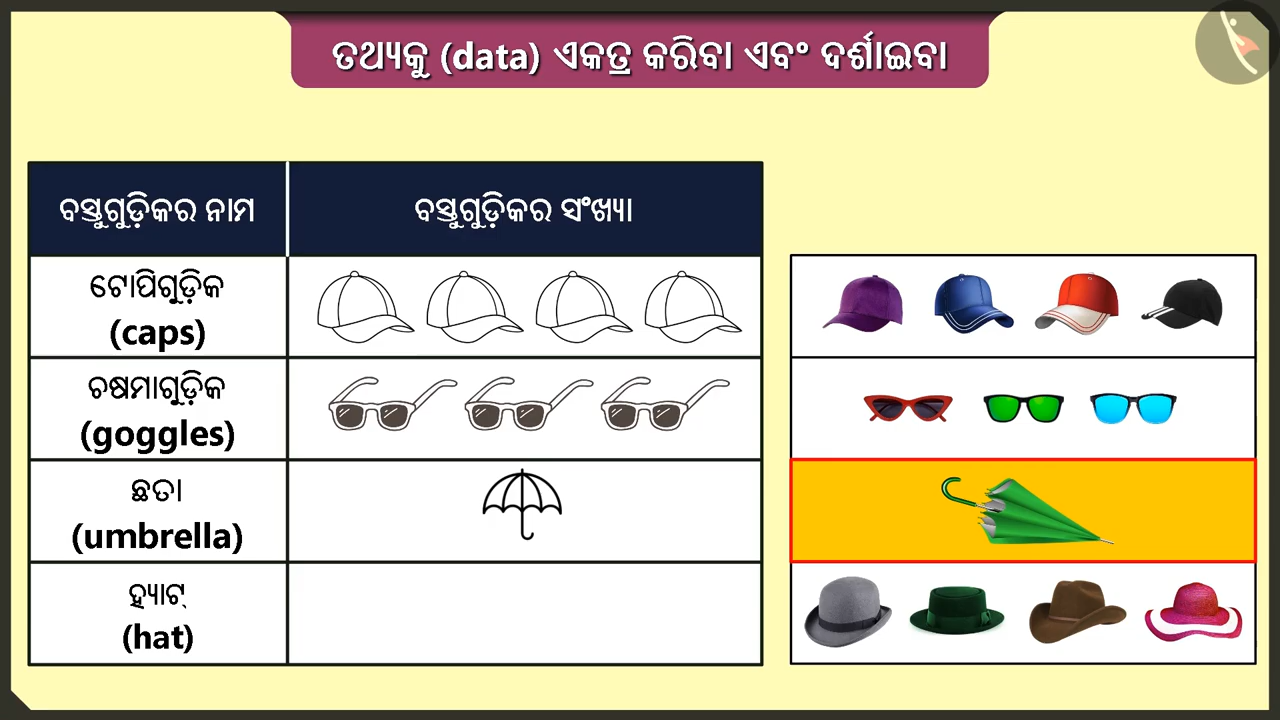 ତଥ୍ୟକୁ (data) ଏକତ୍ର କରିବା ଏବଂ ଦର୍ଶାଇବା
ବସ୍ତୁଗୁଡ଼ିକର ନାମ
ବସ୍ତୁଗୁଡ଼ିକର ସଂଖ୍ୟା
ଟୋପିଗୁଡ଼ିକ
(caps)
ଚଷମାଗୁଡ଼ିକ
(goggles)
ଛତା
(umbrella)
ହ୍ୟାଟ୍
(hat)